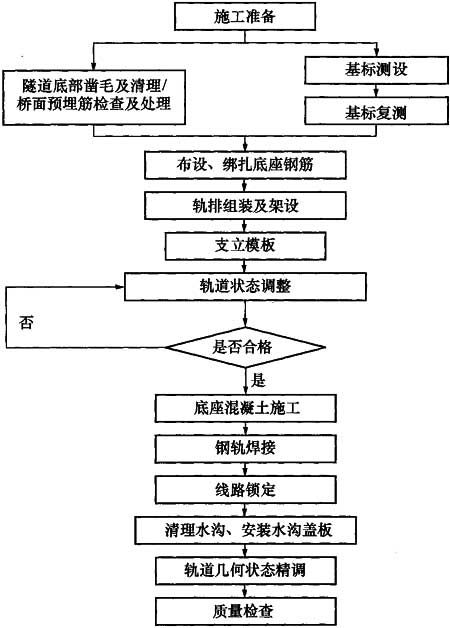 施工准备
隧道底部凿毛及清理/
桥面预埋筋检查及处理
基标测设
基标复测
布设、绑扎底座钢筋
轨排组装及架设
支立模板
轨道状态调整
否
是否合格
是
底座混凝土施工
钢轨焊接
线路锁定
清理水沟、安装水沟盖板
轨道几何状态精调
质量检查